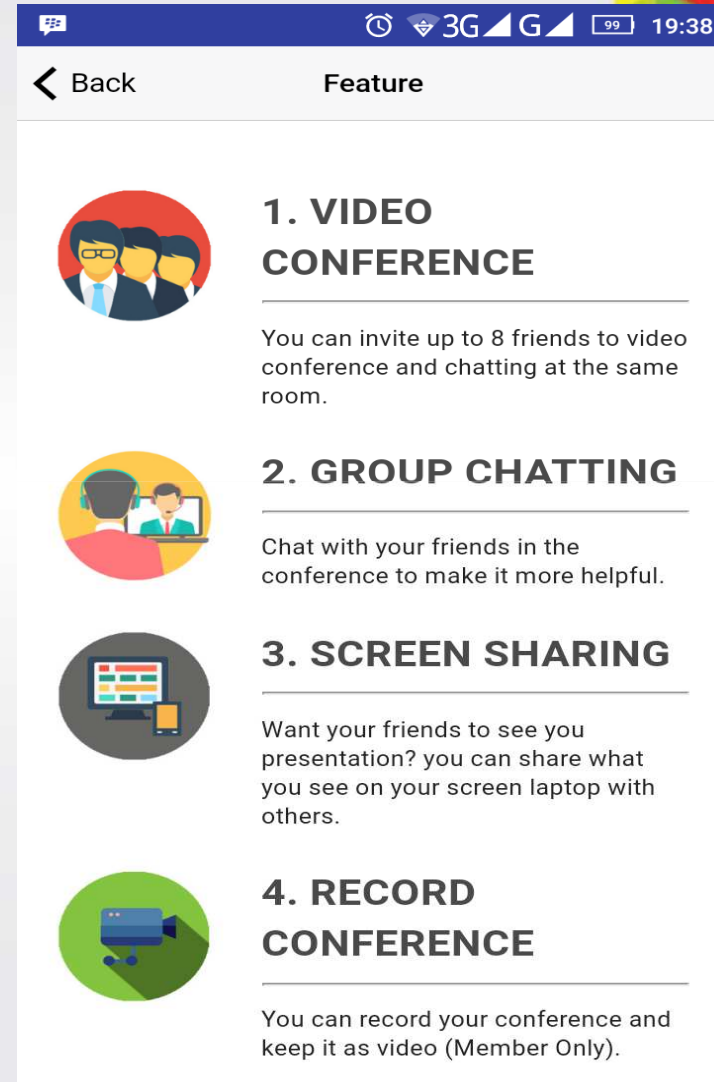 3G G 99 19:38
Back Feature
1. VIDEO
CONFERENCE
You can invite up to 8 friends to video
conference and chatting at the same
room.
2. GROUP CHATTING
Chat with your friends in the
conference to make it more helpful.
3. SCREEN SHARING
Want your friends to see you
presentation? you can share what
you see on your screen laptop with
others.
4. RECORD
CONFERENCE
You can record your conference and
keep it as video (Member Only).